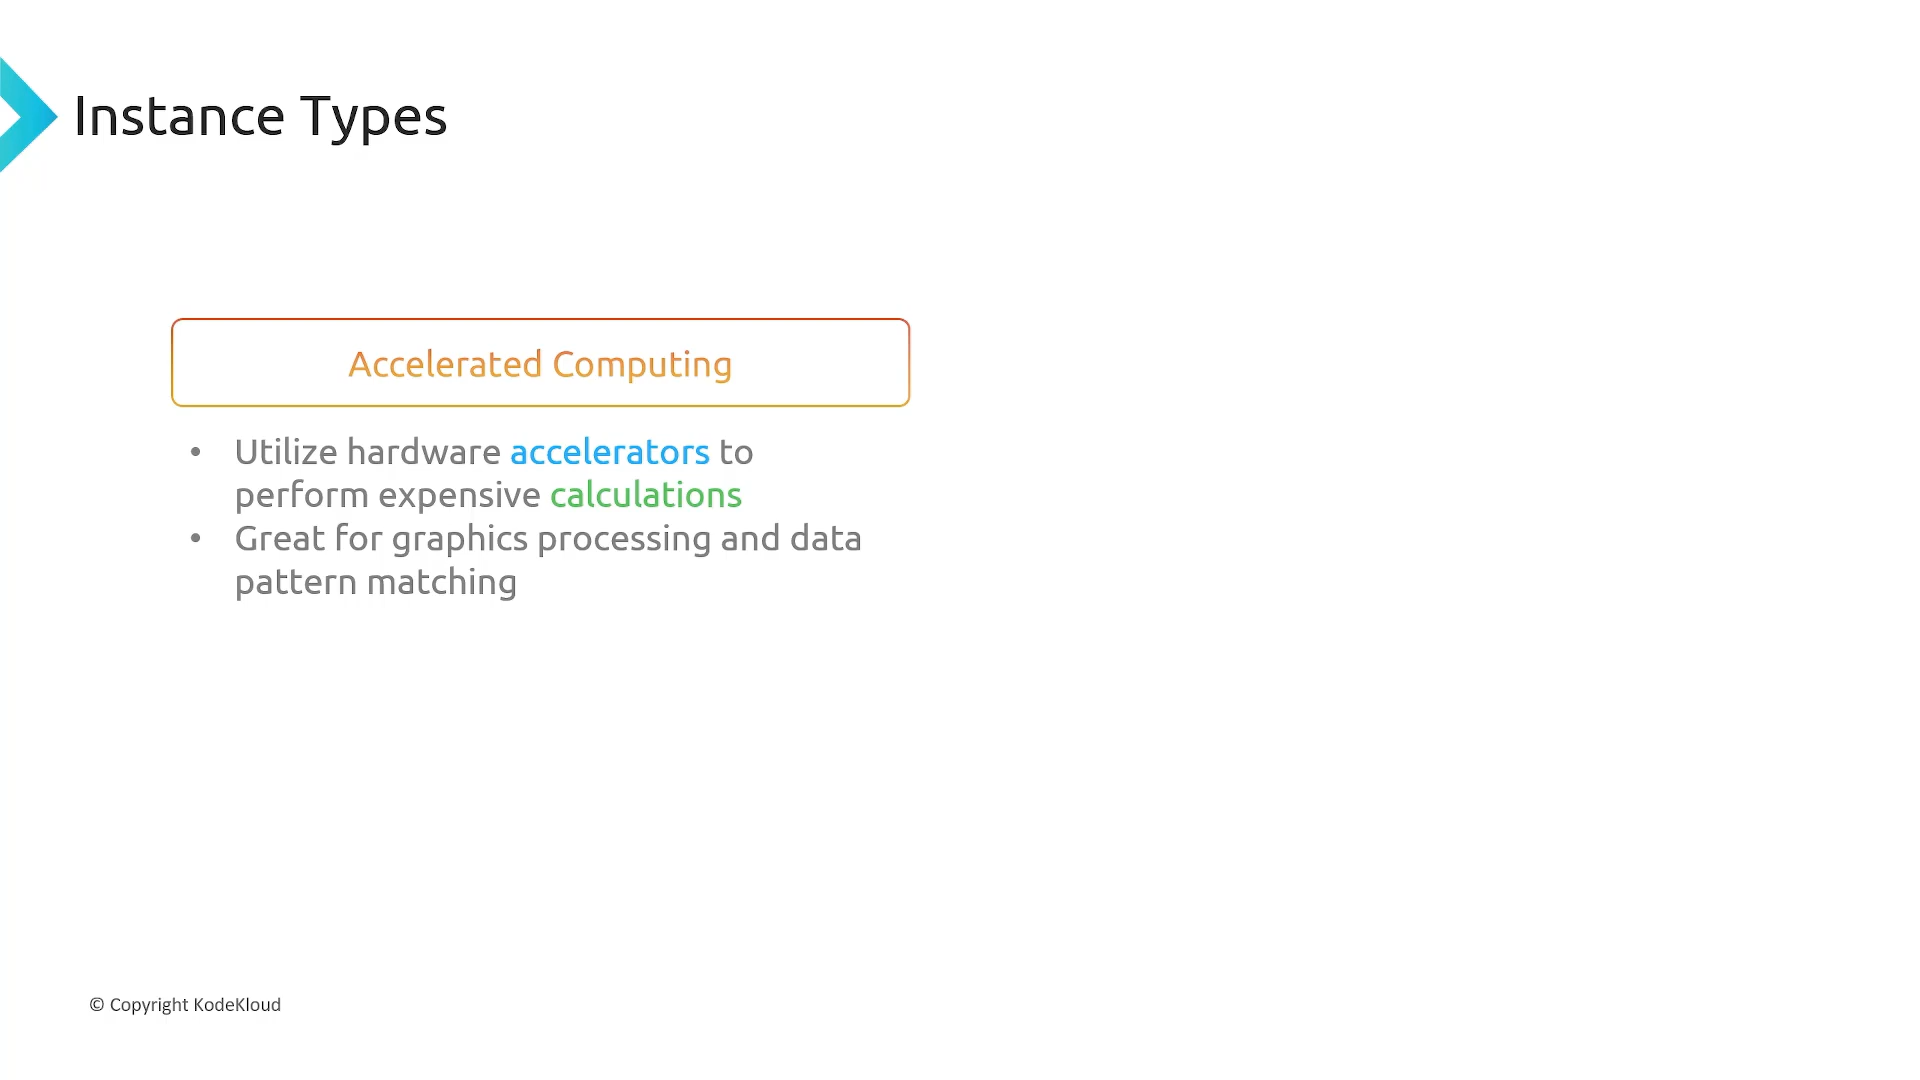 Instance Types
Accelerated Computing
• Utilize hardware accelerators to
perform expensive calculations
• Great for graphics processing and data
pattern matching
© Copyright KodeKloud